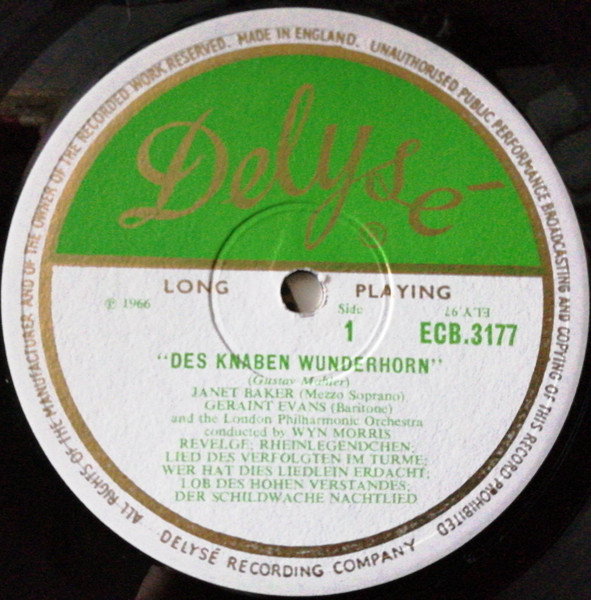 ALL RIGHTS OF THE MANUFACTURER AND OF THE OWNER OF THE RECORDED WORK RESERVED. MADE IN ENGLAND. UNAUTHORISED PUBLIC PERFORMANCE BROADCASTING AND COPYING OF THIS RECORD PROHIBITED
Delysé
LONG PLAYING
℗ 1966
Side
1
ECB.3177
"DES KNABEN WUNDERHORN"
(Gustav Mahler)
JANET BAKER (Mezzo Soprano)
GERAINT EVANS (Baritone)
and the London Philharmonic Orchestra
conducted by WYN MORRIS
REVELGE; RHEINLEGENDCHEN;
LIED DES VERFOLGTEN IM TURME;
WER HAT DIES LIEDLEIN ERDACHT;
LOB DES HOHEN VERSTANDES;
DER SCHILDWACHE NACHTLIED
DELYSÉ RECORDING COMPANY